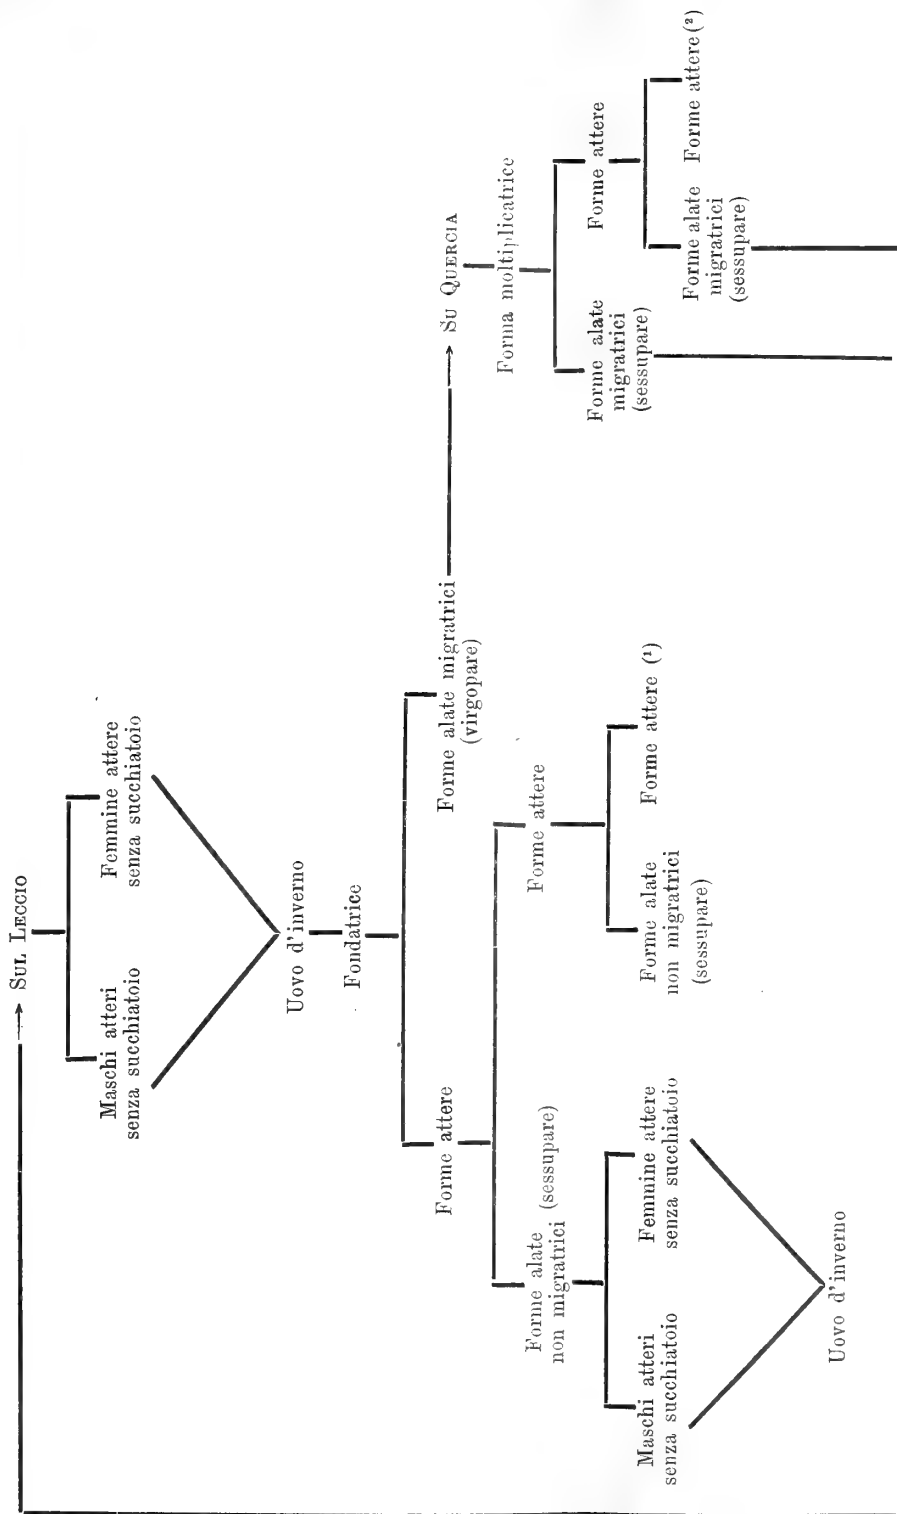 SUL LECCIO
Maschi atteri
senza succhiatoio
Femmine attere
senza succhiatoio
Uovo d'inverno
Fondatrice
Forme attere
Forme alate migratrici
(virgopare)
SU QUERCIA
Forma moltiplicatrice
Forme alate
non migratrici
(sessupare)
Forme attere
Forme alate
migratrici
(sessupare)
Forme attere
Maschi atteri
senza succhiatoio
Femmine attere
senza succhiatoio
Forme alate
non migratrici
(sessupare)
Forme attere (¹)
Forme alate
migratrici
(sessupare)
Forme attere (²)
Uovo d'inverno